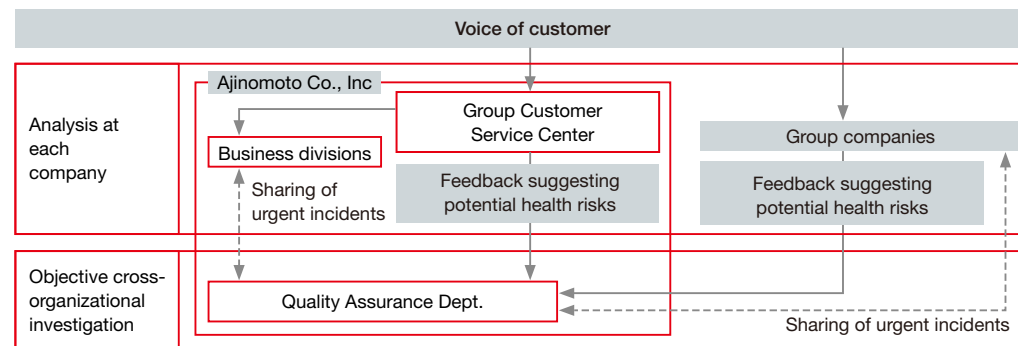 Voice of customer
Analysis at
each
company
Ajinomoto Co., Inc
Group Customer
Service Center
Business divisions
Sharing of
urgent incidents
Feedback suggesting
potential health risks
Group companies
Feedback suggesting
potential health risks
Objective cross-
organizational
investigation
Quality Assurance Dept.
Sharing of urgent incidents